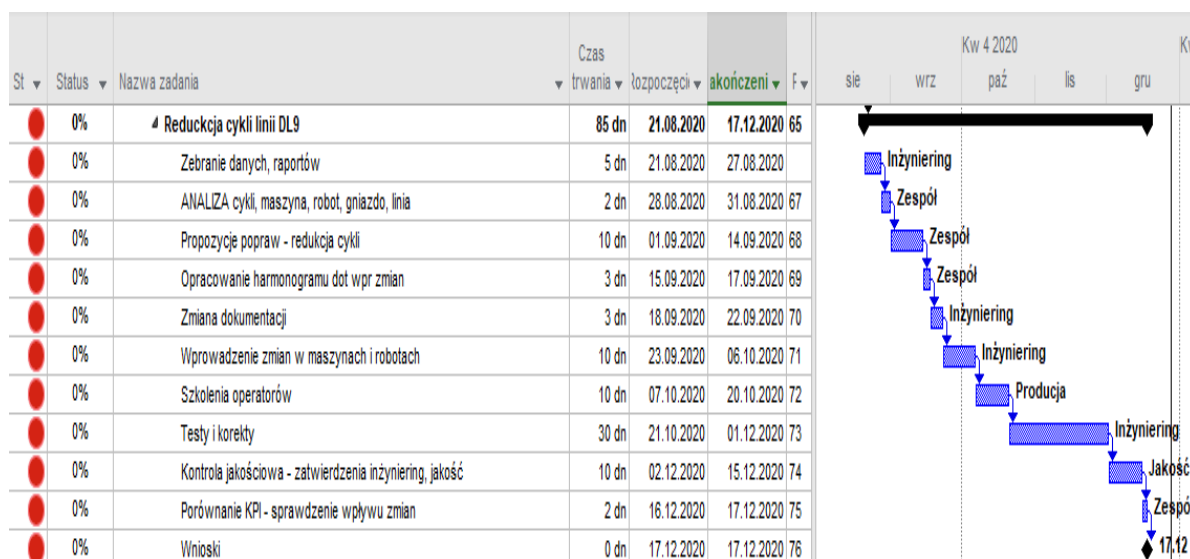 Kw 4 2020 K
Czas
St Status Nazwa zadania trwania Rozpoczęci akończeni F sie wrz paź lis gru
0% Reduckcja cykli linii DL9 85 dn 21.08.2020 17.12.2020 65
0% Zebranie danych, raportów 5 dn 21.08.2020 27.08.2020 Inżyniering
0% ANALIZA cykli, maszyna, robot, gniazdo, linia 2 dn 28.08.2020 31.08.2020 67 Zespół
0% Propozycje popraw - redukcja cykli 10 dn 01.09.2020 14.09.2020 68 Zespół
0% Opracowanie harmonogramu dot wpr zmian 3 dn 15.09.2020 17.09.2020 69 Zespół
0% Zmiana dokumentacji 3 dn 18.09.2020 22.09.2020 70 Inżyniering
0% Wprowadzenie zmian w maszynach i robotach 10 dn 23.09.2020 06.10.2020 71 Inżyniering
0% Szkolenia operatorów 10 dn 07.10.2020 20.10.2020 72 Producja
0% Testy i korekty 30 dn 21.10.2020 01.12.2020 73 Inżyniering
0% Kontrola jakościowa - zatwierdzenia inżyniering, jakość 10 dn 02.12.2020 15.12.2020 74 Jakość
0% Porównanie KPI - sprawdzenie wpływu zmian 2 dn 16.12.2020 17.12.2020 75 Zespó
0% Wnioski 0 dn 17.12.2020 17.12.2020 76 17.12